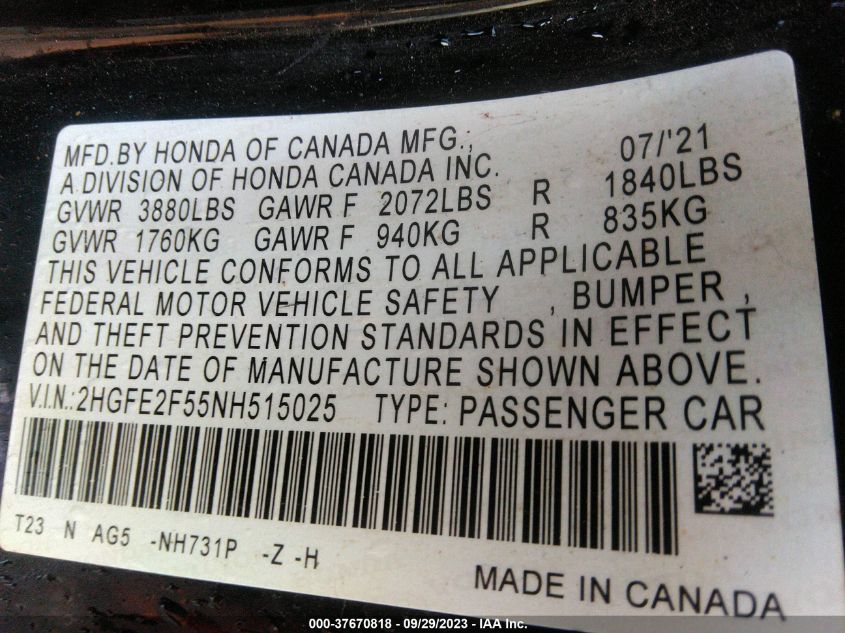 MFD.BY HONDA OF CANADA MFG., 07/'21
A DIVISION OF HONDA CANADA INC.
GVWR 3880LBS GAWR F 2072LBS R 1840LBS
GVWR 1760KG GAWR F 940KG R 835KG
THIS VEHICLE CONFORMS TO ALL APPLICABLE
FEDERAL MOTOR VEHICLE SAFETY , BUMPER ,
AND THEFT PREVENTION STANDARDS IN EFFECT
ON THE DATE OF MANUFACTURE SHOWN ABOVE.
V.I.N.:2HGFE2F55NH515025 TYPE: PASSENGER CAR
T23 N AG5 -NH731P -Z -H
MADE IN CANADA
000-37670818 - 09/29/2023 - IAA Inc.